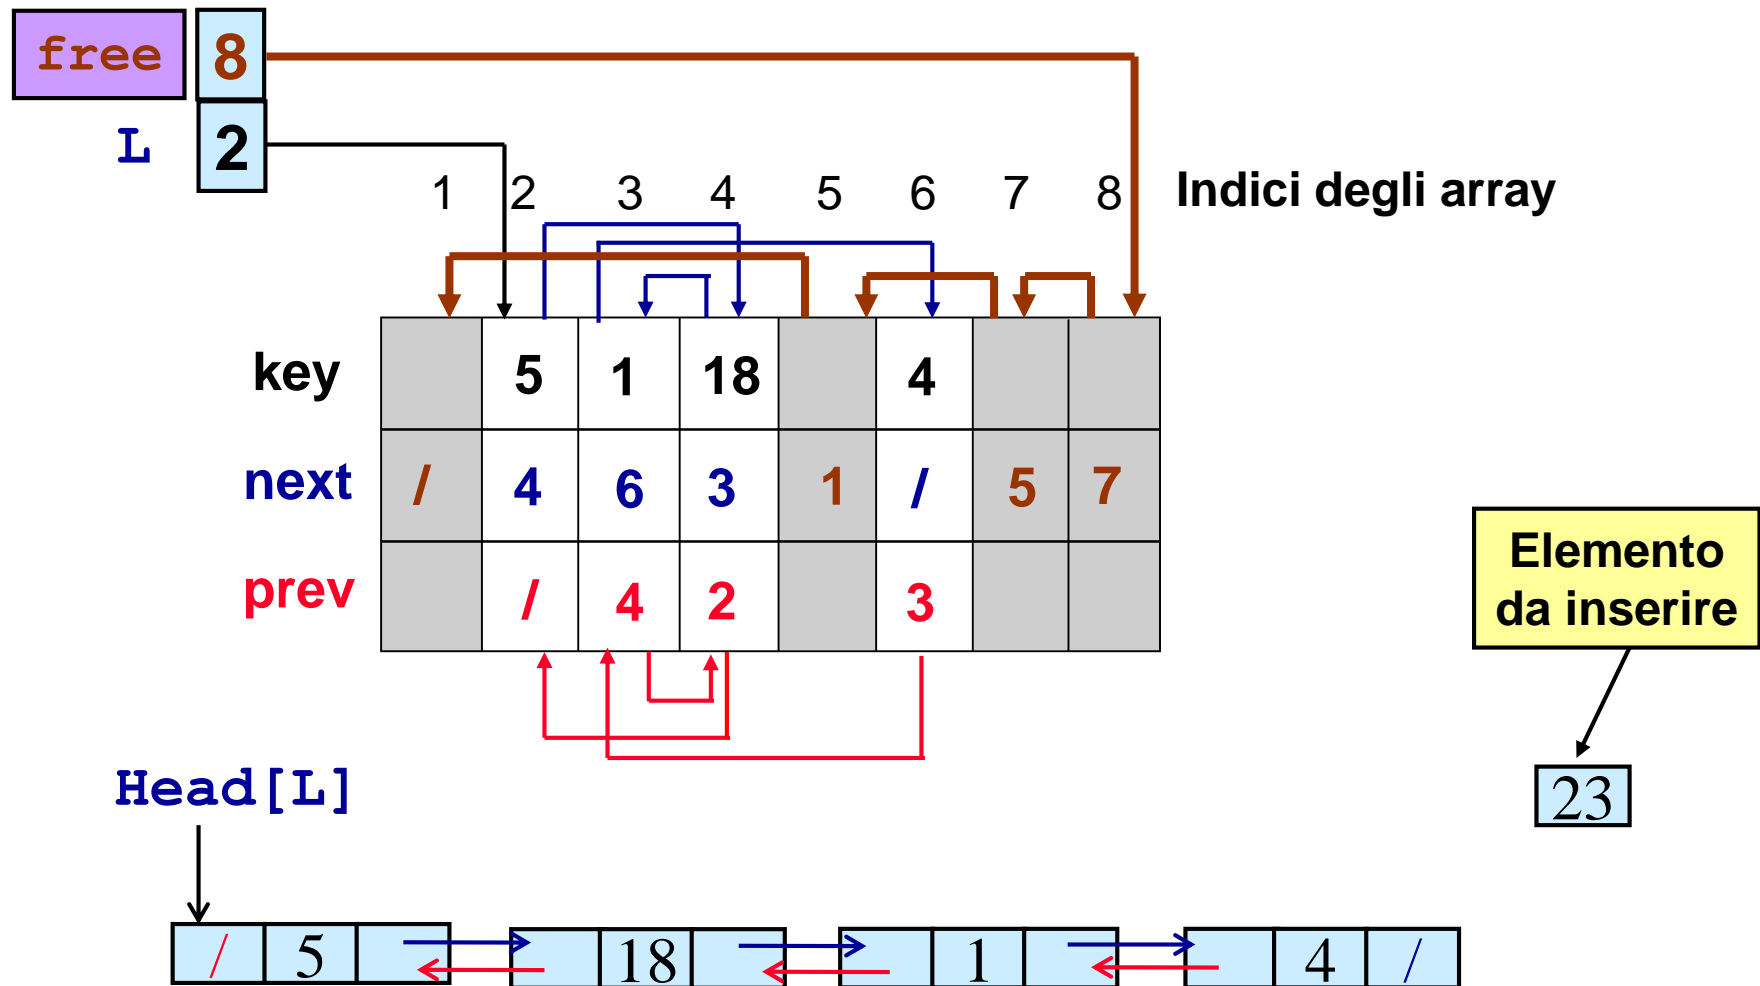 free 8
L 2
1 2 3 4 5 6 7 8 Indici degli array
key 5 1 18 4
next / 4 6 3 1 / 5 7
prev / 4 2 3
Elemento
da inserire
23
Head[L]
/ 5 18 1 4 /